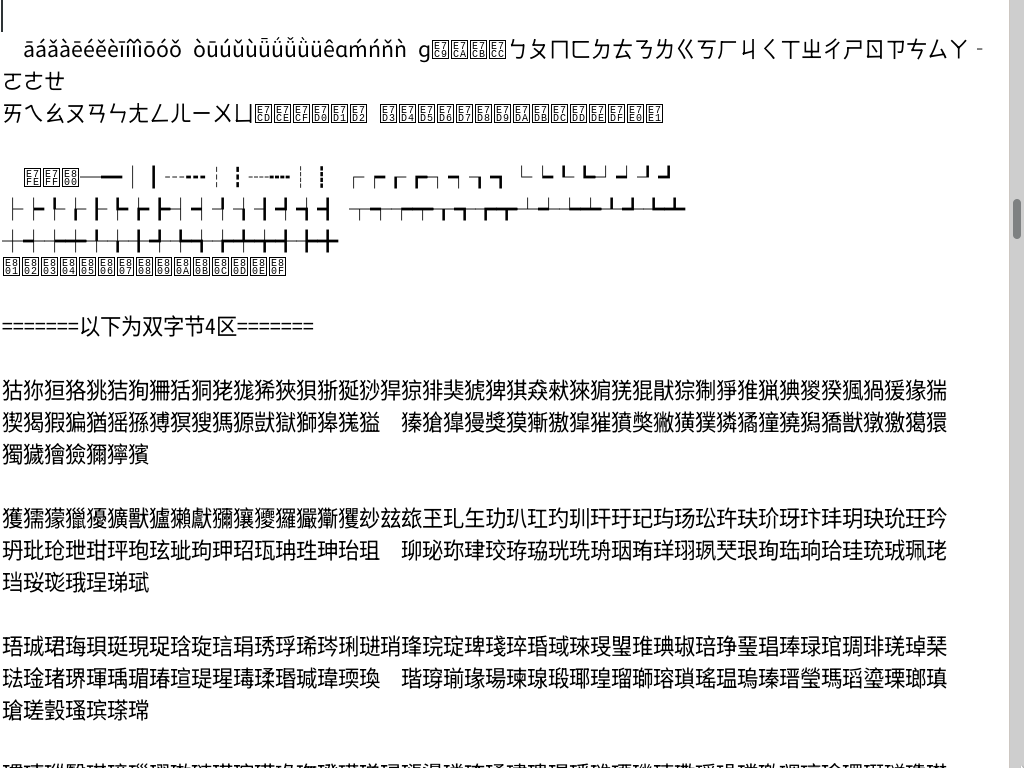 āáǎàēéěèīíǐìōóǒ òūúǔùǖǘǚǜüêɑḿńňǹ ɡㄅㄆㄇㄈㄉㄊㄋㄌㄍㄎㄏㄐㄑㄒㄓㄔㄕㄖㄗㄘㄙㄚ-
ㄛㄜㄝ
ㄞㄟㄠㄡㄢㄣㄤㄥㄦㄧㄨㄩ
─━│┃┄┅┆┇┈┉┊┋ ┌┍┎┏┐┑┒┓└┕┖┗┘┙┚┛
├┝┞┟┠┡┢┣┤┥┦┧┨┩┪┫ ┬┭┮┯┰┱┲┳┴┵┶┷┸┹┺┻
┼┽┾┿╀╁╂╃╄╅╆╇╈╉╊╋
=======以下为双字节4区=======
狜狝狟狢狣狤狥狦狧狪狫狵狶狹狽狾狿猀猂猄猅猆猇猈猉猋猌猍猏猐猑猒猔猘猙猚猟猠猣猤猦猧猨猭猯
猰猲猳猵猶猺猻猼猽獀獁獂獃獄獅獆獇獈 獉獊獋獌獎獏獑獓獔獕獖獘獙獚獛獜獝獞獟獡獢獣獤獥獦獧
獨獩獪獫獮獰獱
獲獳獴獵獶獷獸獹獺獻獼獽獿玀玁玂玃玅玆玈玊玌玍玏玐玒玓玔玕玗玘玙玚玜玝玞玠玡玣玤玥玦玧玨玪
玬玭玱玴玵玶玸玹玼玽玾玿珁珃珄珅珆珇 珋珌珎珒珓珔珕珖珗珘珚珛珜珝珟珡珢珣珤珦珨珪珫珬珮珯
珰珱珳珴珵珶珷
珸珹珺珻珼珽現珿琀琁琂琄琇琈琋琌琍琎琑琒琓琔琕琖琗琘琙琜琝琞琟琠琡琣琤琧琩琫琭琯琱琲琷琸琹
琺琻琽琾琿瑀瑂瑃瑄瑅瑆瑇瑈瑉瑊瑋瑌瑍 瑎瑏瑐瑑瑒瑓瑔瑖瑘瑝瑠瑡瑢瑣瑤瑥瑦瑧瑨瑩瑪瑫瑬瑮瑯瑱
瑲瑳瑴瑵瑸瑹瑺